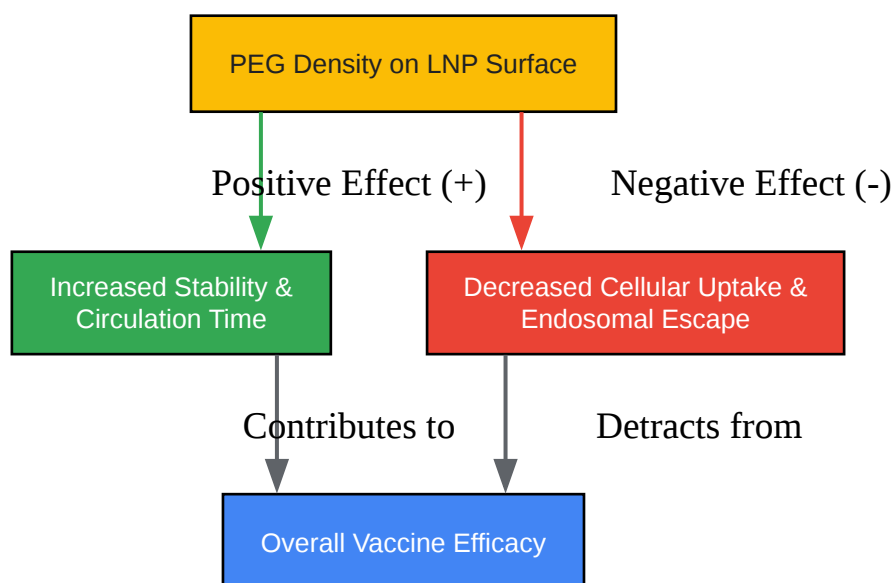 PEG Density on LNP Surface
Positive Effect (+)
Negative Effect (-)
Increased Stability &
Circulation Time
Decreased Cellular Uptake &
Endosomal Escape
Contributes to
Detracts from
Overall Vaccine Efficacy